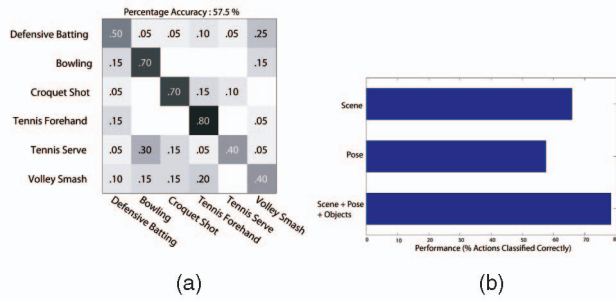 Percentage Accuracy : 57.5 %
Defensive Batting .50 .05 .05 .10 .05 .25
Bowling .15 .70 .15
Croquet Shot .05 .70 .15 .10
Tennis Forehand .15 .80 .05
Tennis Serve .05 .30 .15 .05 .40 .05
Volley Smash .10 .15 .15 .20 .40
Defensive Batting
Bowling
Croquet Shot
Tennis Forehand
Tennis Serve
Volley Smash
(a)
Scene
Pose
Scene + Pose
+ Objects
0 10 20 30 40 50 60 70
Performance (% Actions Classified Correctly)
(b)